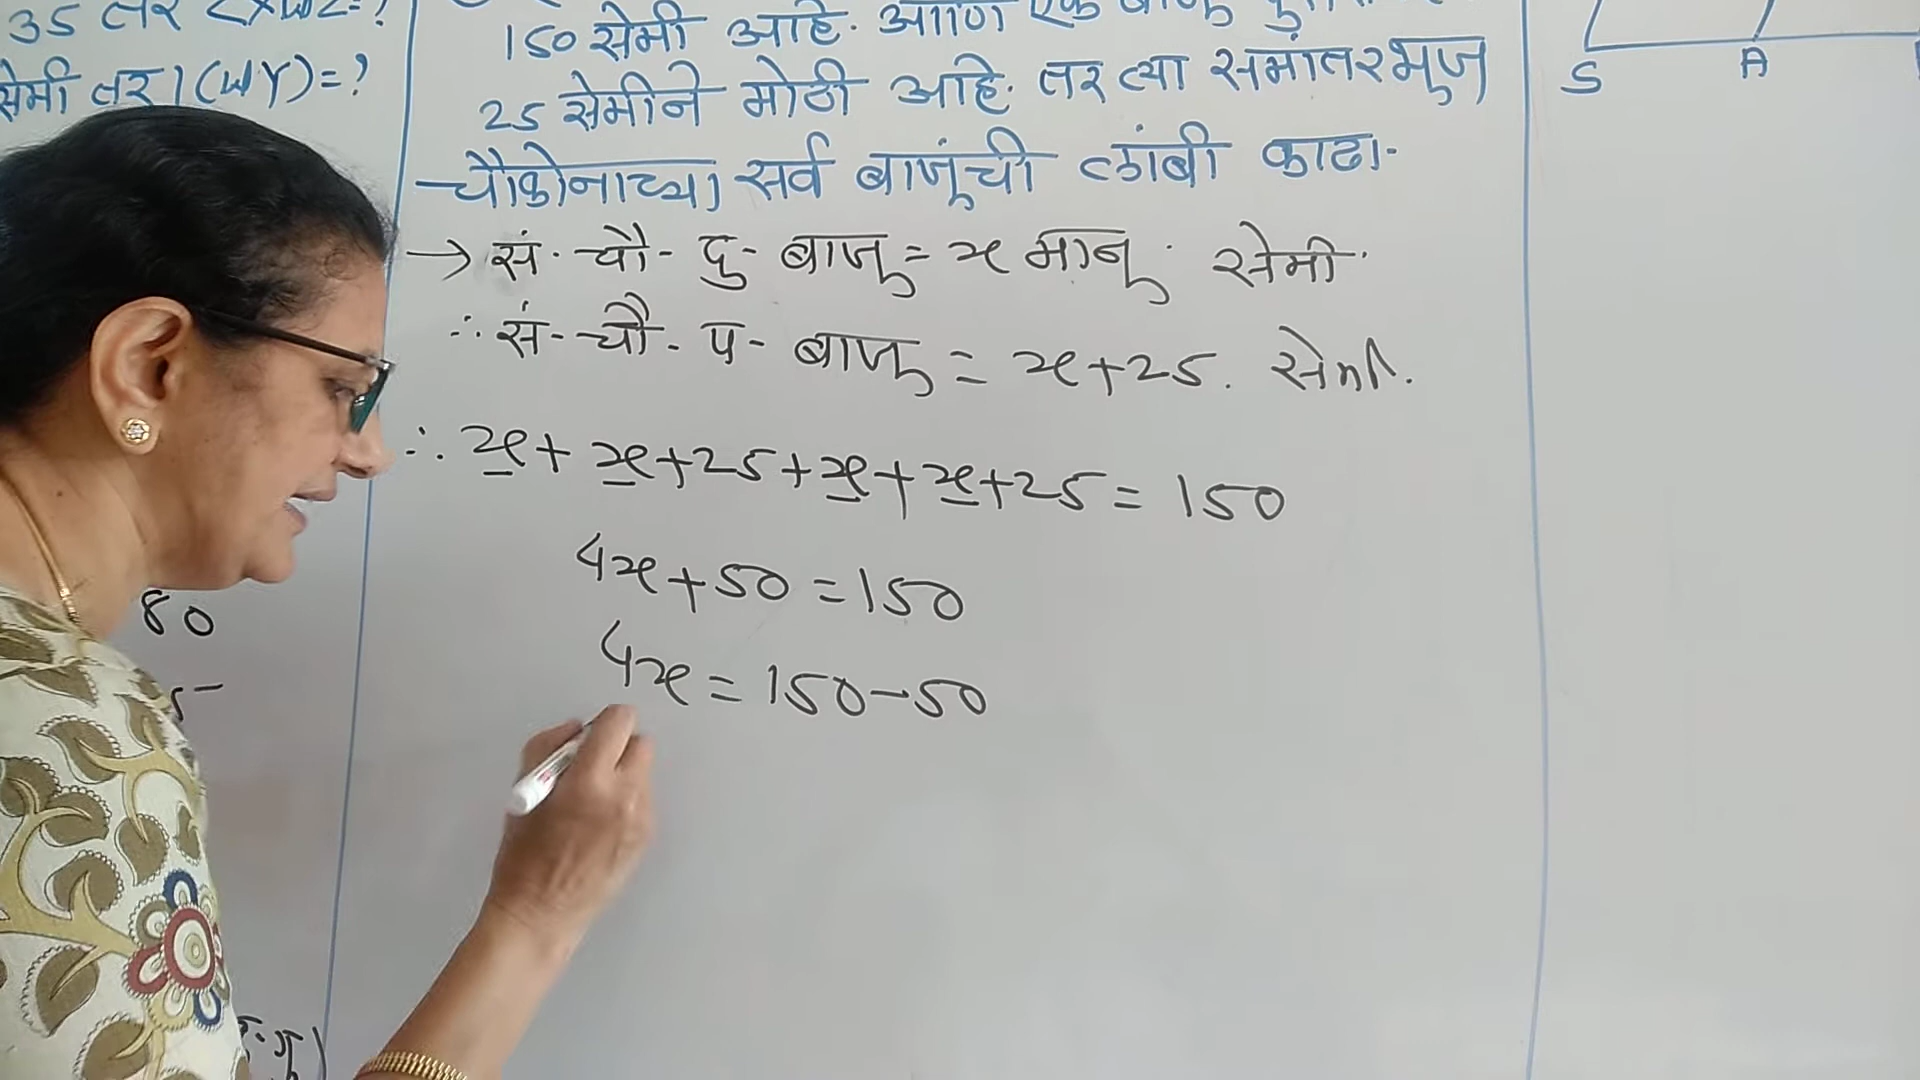 35 तर
सेमी तर l(WY)=?
150 सेमी आहे. आणि एक बाजू
25 सेमीने मोठी आहे. तर त्या समांतरभूज
चौकोनाच्या सर्व बाजूंची लांबी काढा.
→ सं. चौ. दु. बाजू = x मानू. सेमी.
∴ सं. चौ. प. बाजू = x+25. सेमी.
∴ x + x+25+x+x+25 = 150
4x+50 = 150
4x = 150-50
80
S A